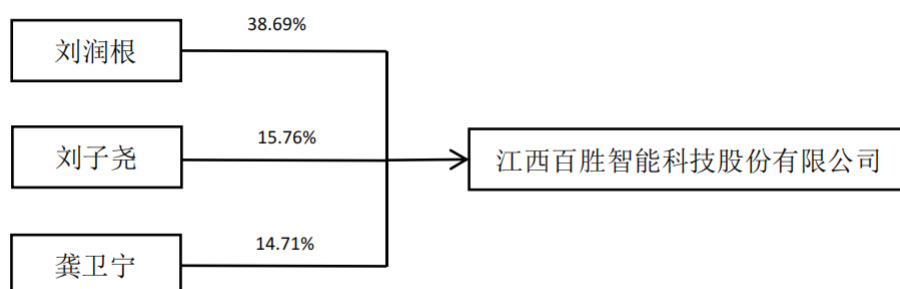 38.69%
刘润根
15.76%
刘子尧
江西百胜智能科技股份有限公司
14.71%
龚卫宁